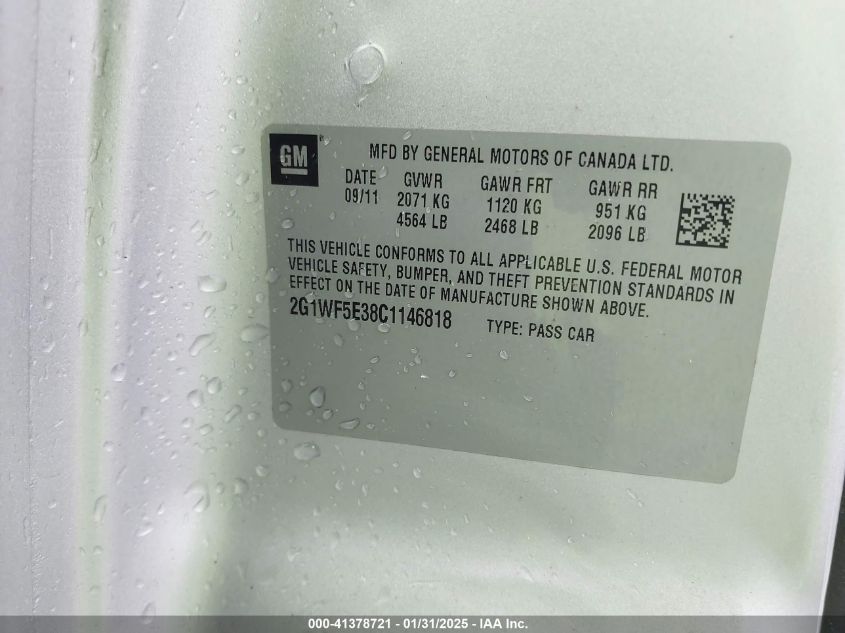 GM
MFD BY GENERAL MOTORS OF CANADA LTD.
DATE GVWR GAWR FRT GAWR RR
09/11 2071 KG 1120 KG 951 KG
4564 LB 2468 LB 2096 LB
THIS VEHICLE CONFORMS TO ALL APPLICABLE U.S. FEDERAL MOTOR
VEHICLE SAFETY, BUMPER, AND THEFT PREVENTION STANDARDS IN
EFFECT ON THE DATE OF MANUFACTURE SHOWN ABOVE.
2G1WF5E38C1146818 TYPE: PASS CAR
000-41378721 - 01/31/2025 - IAA Inc.